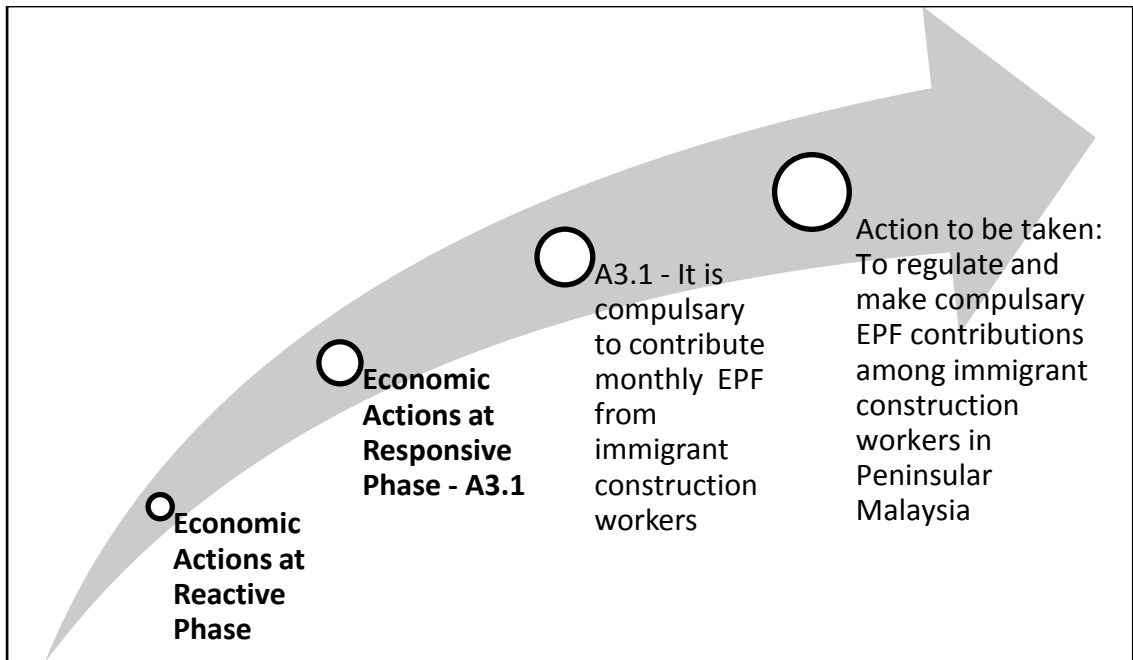 Economic
Actions at
Reactive
Phase
Economic
Actions at
Responsive
Phase - A3.1
A3.1 - It is
compulsary
to contribute
monthly EPF
from
immigrant
construction
workers
Action to be taken:
To regulate and
make compulsary
EPF contributions
among immigrant
construction
workers in
Peninsular
Malaysia